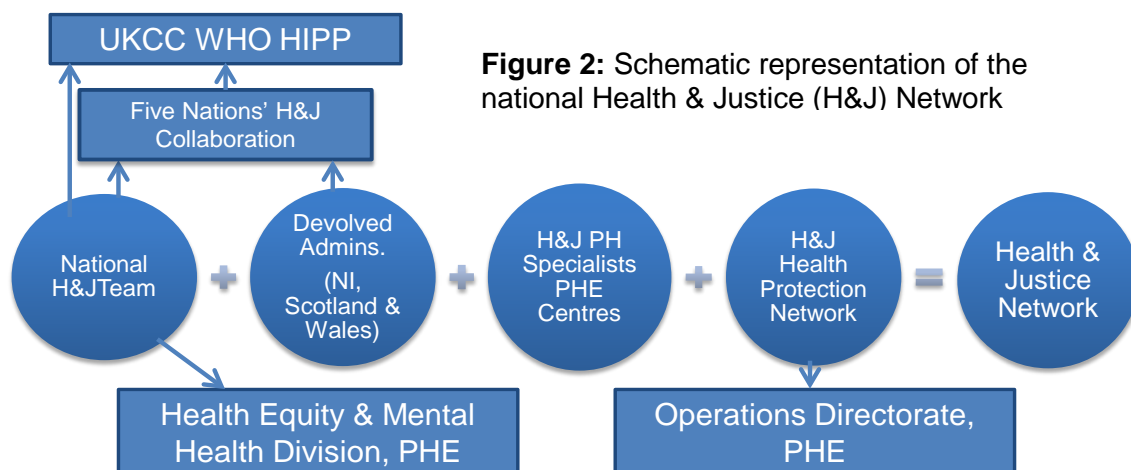 UKCC WHO HIPP
Figure 2: Schematic representation of the
national Health & Justice (H&J) Network
Five Nations’ H&J
Collaboration
National
H&JTeam
+
Devolved
Admins.
(NI,
Scotland &
Wales)
+
H&J PH
Specialists
PHE
Centres
+
H&J
Health
Protection
Network
=
Health &
Justice
Network
Health Equity & Mental
Health Division, PHE
Operations Directorate,
PHE